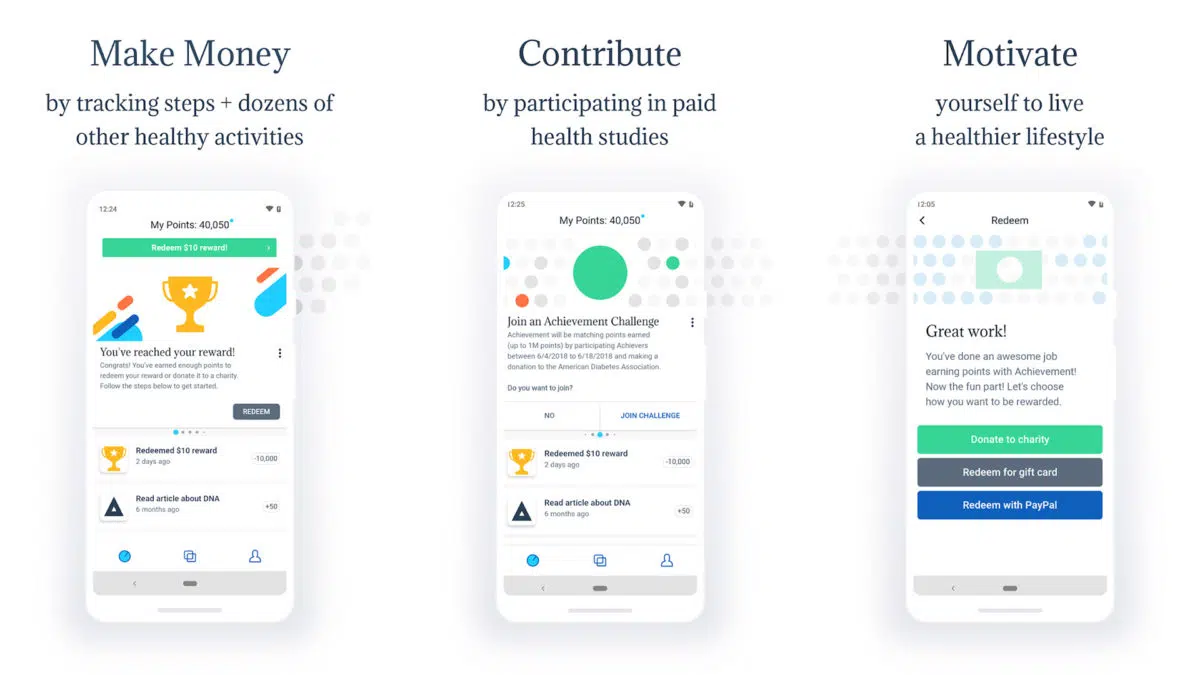 Make Money
by tracking steps + dozens of
other healthy activities
12:24
My Points: 40,050
Redeem $10 reward!
You've reached your reward!
Congrats! You've earned enough points to
redeem your reward or donate it to a charity.
Follow the steps below to get started.
REDEEM
Redeemed $10 reward
2 days ago
-10,000
Read article about DNA
6 months ago
+50
Contribute
by participating in paid
health studies
12:25
My Points: 40,050
Join an Achievement Challenge
Achievement will be matching points earned
(up to 1M points) by participating Achievers
between 6/4/2018 to 6/18/2018 and making a
donation to the American Diabetes Association.
Do you want to join?
NO
JOIN CHALLENGE
Redeemed $10 reward
2 days ago
-10,000
Read article about DNA
6 months ago
+50
Motivate
yourself to live
a healthier lifestyle
12:05
Redeem
Great work!
You've done an awesome job
earning points with Achievement!
Now the fun part! Let's choose
how you want to be rewarded.
Donate to charity
Redeem for gift card
Redeem with PayPal